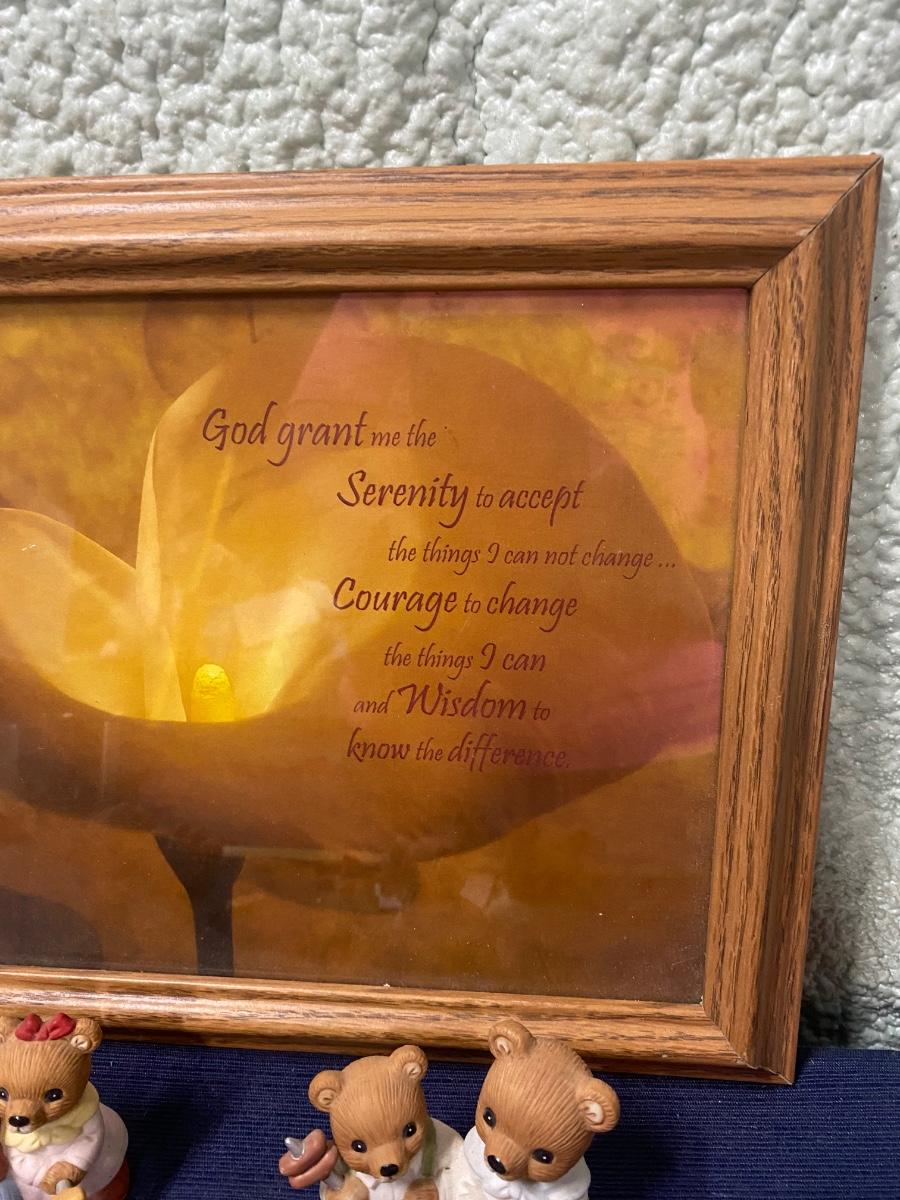 God grant me the
Serenity to accept
the things I can not change ...
Courage to change
the things I can
and Wisdom to
know the difference.